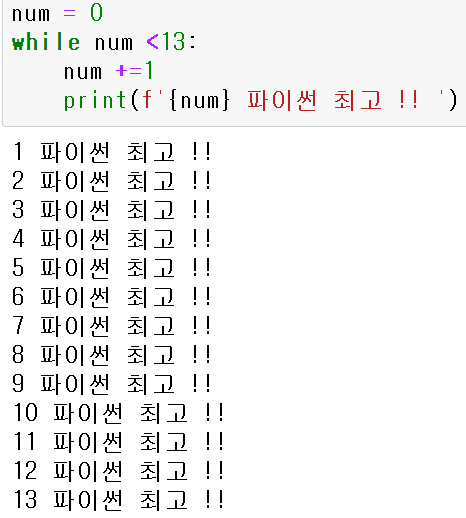 num = 0
while num <13:
    num +=1
    print(f'{num} 파이썬 최고 !! ')
1 파이썬 최고 !!
2 파이썬 최고 !!
3 파이썬 최고 !!
4 파이썬 최고 !!
5 파이썬 최고 !!
6 파이썬 최고 !!
7 파이썬 최고 !!
8 파이썬 최고 !!
9 파이썬 최고 !!
10 파이썬 최고 !!
11 파이썬 최고 !!
12 파이썬 최고 !!
13 파이썬 최고 !!